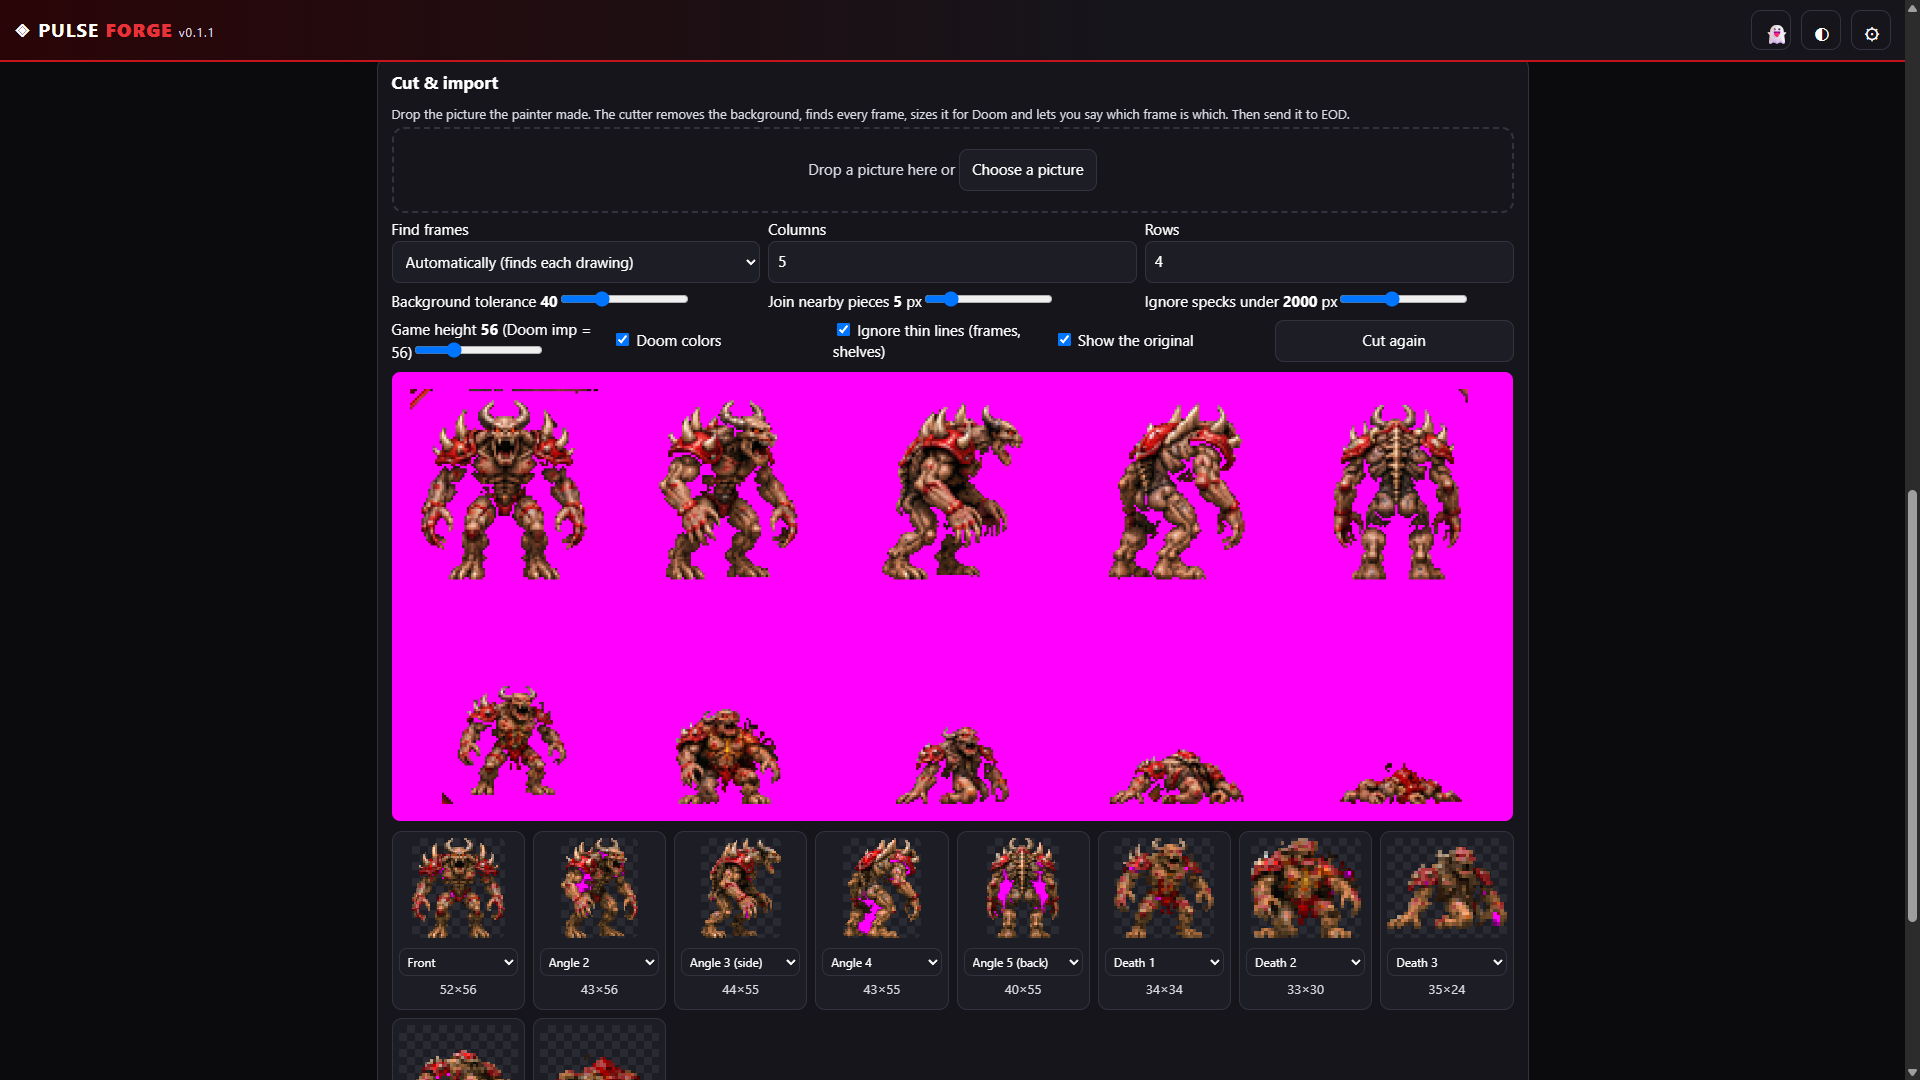 PULSE FORGE v0.1.1
Cut & import
Drop the picture the painter made. The cutter removes the background, finds every frame, sizes it for Doom and lets you say which frame is which. Then send it to EOD.
Drop a picture here or Choose a picture
Find frames Columns Rows
Automatically (finds each drawing) 5 4
Background tolerance 40 Join nearby pieces 5 px Ignore specks under 2000 px
Game height 56 (Doom imp =
56)
Doom colors
Ignore thin lines (frames,
shelves)
Show the original
Cut again
Front Angle 2 Angle 3 (side) Angle 4 Angle 5 (back) Death 1 Death 2 Death 3
52×56 43×56 44×55 43×55 40×55 34×34 33×30 35×24